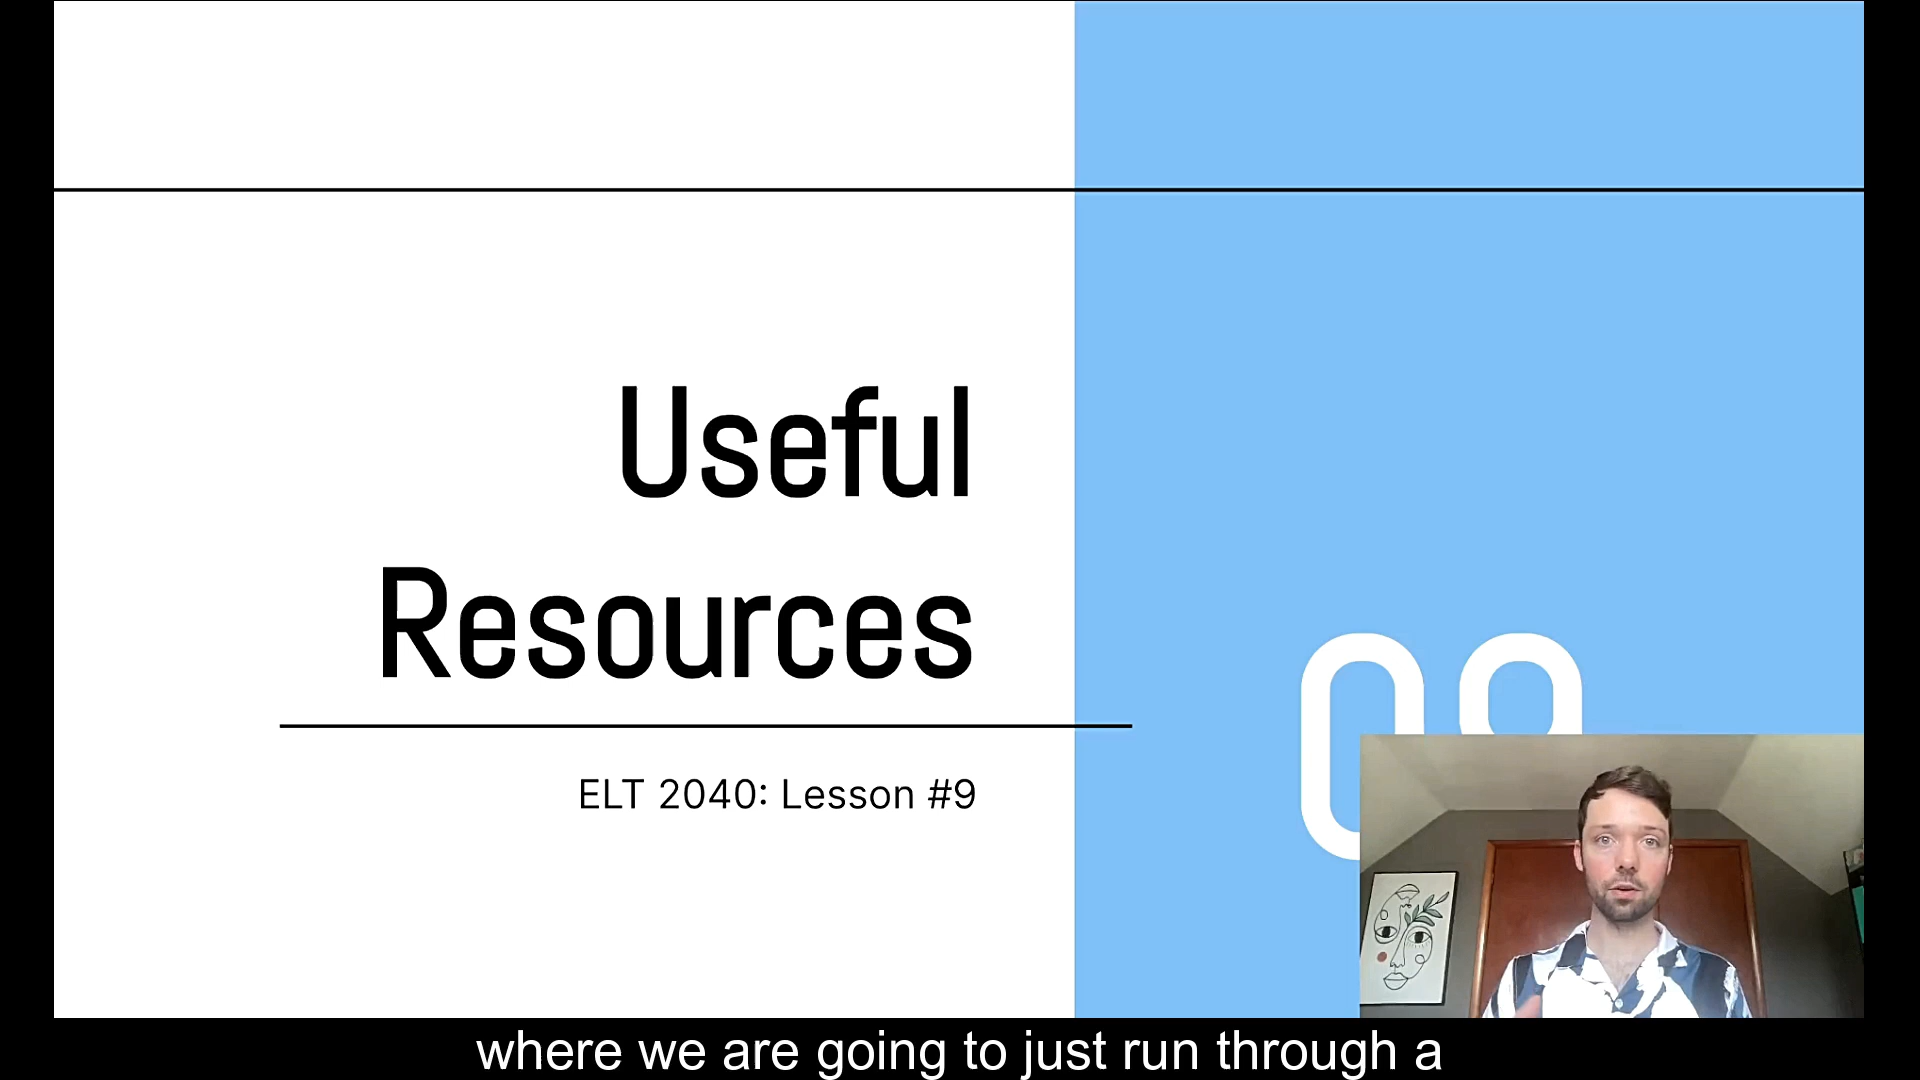 Useful
Resources
ELT 2040: Lesson #9
where we are going to just run through a